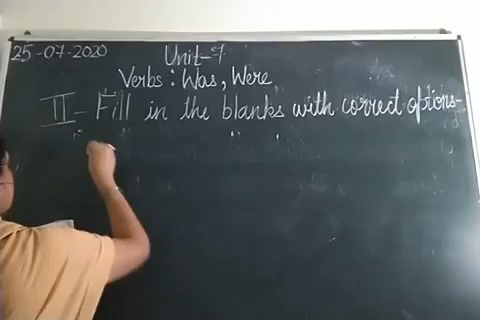 25-07-2020
Unit-7
Verbs : Was, Were
II- Fill in the blanks with correct options-